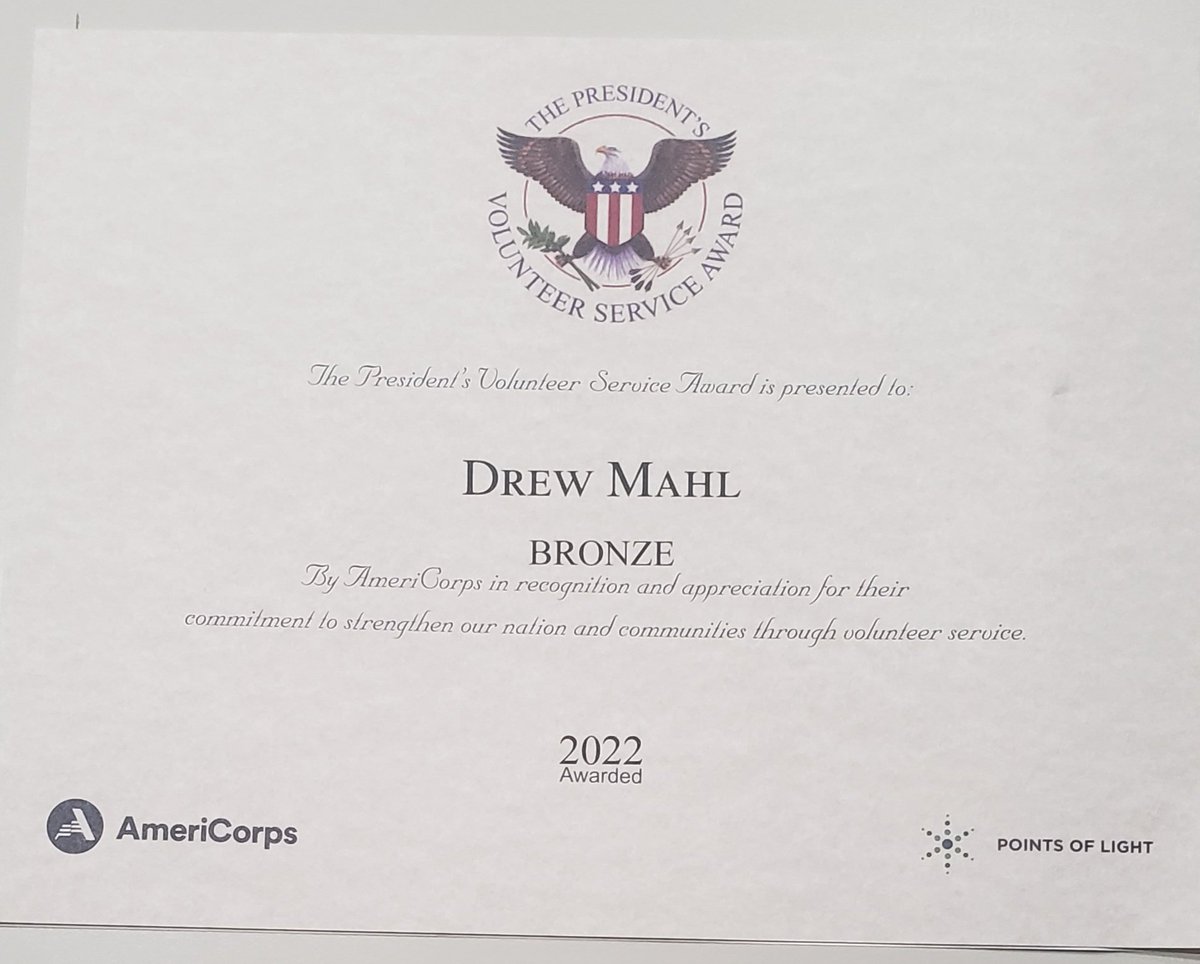 THE PRESIDENT'S
VOLUNTEER SERVICE AWARD
The President's Volunteer Service Award is presented to:
DREW MAHL
BRONZE
By AmeriCorps in recognition and appreciation for their
commitment to strengthen our nation and communities through volunteer service.
2022
Awarded
AmeriCorps
POINTS OF LIGHT